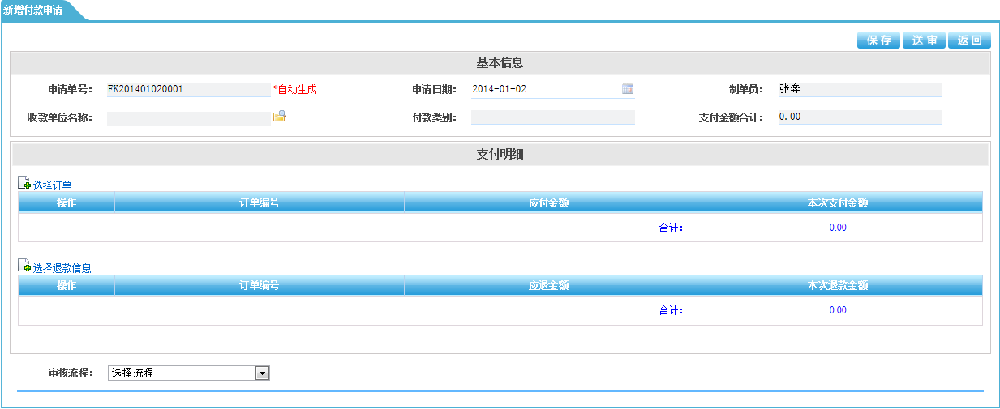 新增付款申请
保 存 送 审 返 回
基本信息
申请单号: FK201401020001 *自动生成 申请日期: 2014-01-02 制单员: 张奔
收款单位名称: 付款类别: 支付金额合计: 0.00
支付明细
选择订单
操作 订单编号 应付金额 本次支付金额
合计: 0.00
选择退款信息
操作 订单编号 应退金额 本次退款金额
合计: 0.00
审核流程: 选择流程